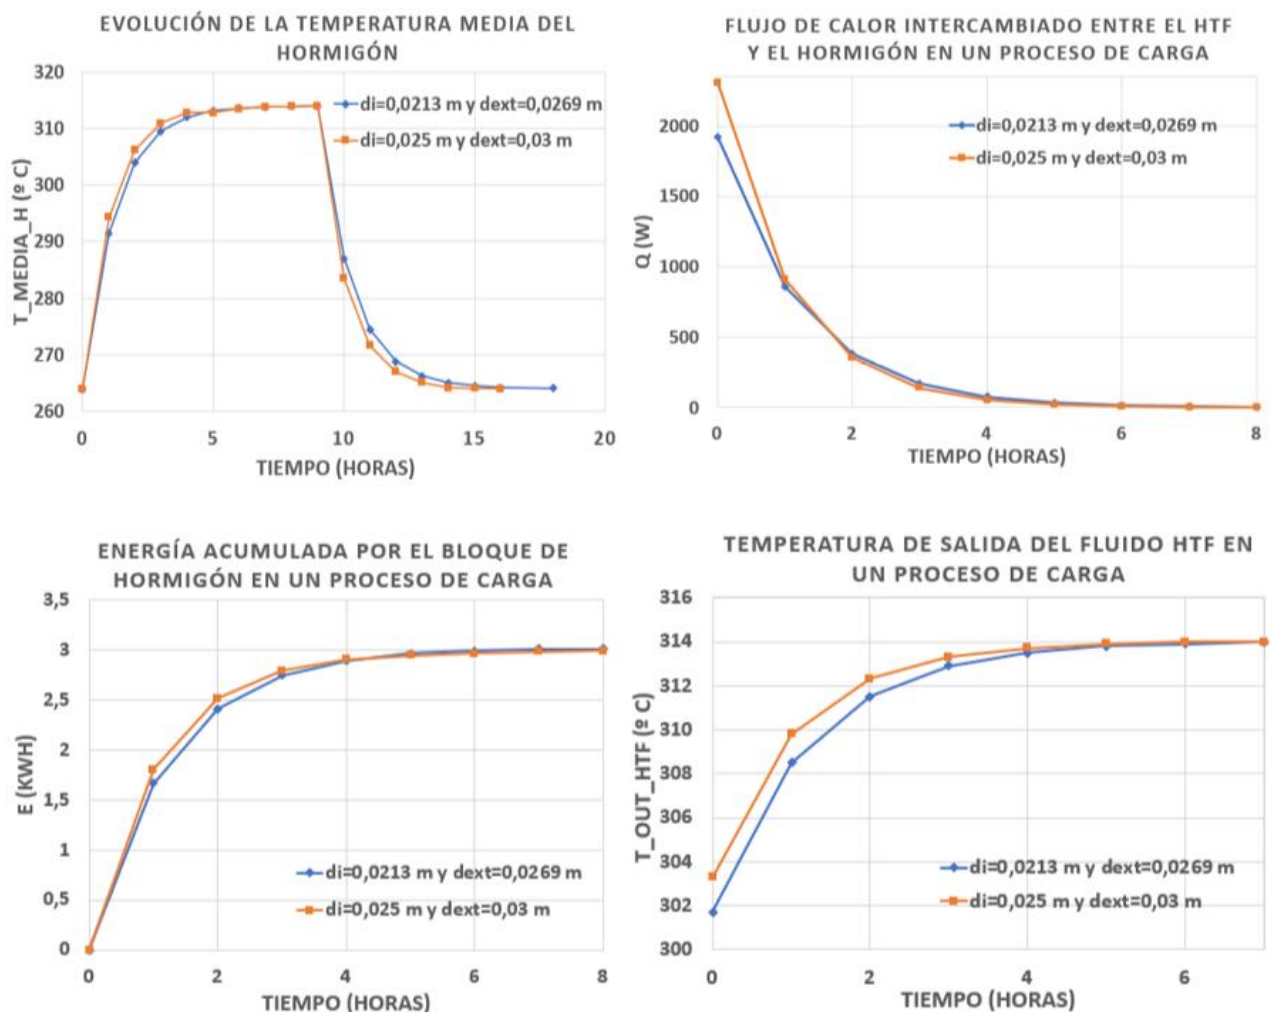 EVOLUCIÓN DE LA TEMPERATURA MEDIA DEL
HORMIGÓN
320
310
300
290
280
270
260
T_MEDIA_H (º C)
di=0,0213 m y dext=0,0269 m
di=0,025 m y dext=0,03 m
0
5
10
15
20
TIEMPO (HORAS)
FLUJO DE CALOR INTERCAMBIADO ENTRE EL HTF
Y EL HORMIGÓN EN UN PROCESO DE CARGA
2000
1500
1000
500
0
Q (W)
di=0,0213 m y dext=0,0269 m
di=0,025 m y dext=0,03 m
0
2
4
6
8
TIEMPO (HORAS)
ENERGÍA ACUMULADA POR EL BLOQUE DE
HORMIGÓN EN UN PROCESO DE CARGA
3,5
3
2,5
2
1,5
1
0,5
0
E (KWH)
di=0,0213 m y dext=0,0269 m
di=0,025 m y dext=0,03 m
0
2
4
6
8
TIEMPO (HORAS)
TEMPERATURA DE SALIDA DEL FLUIDO HTF EN
UN PROCESO DE CARGA
316
314
312
310
308
306
304
302
300
T_OUT_HTF (º C)
di=0,0213 m y dext=0,0269 m
di=0,025 m y dext=0,03 m
0
2
4
6
TIEMPO (HORAS)